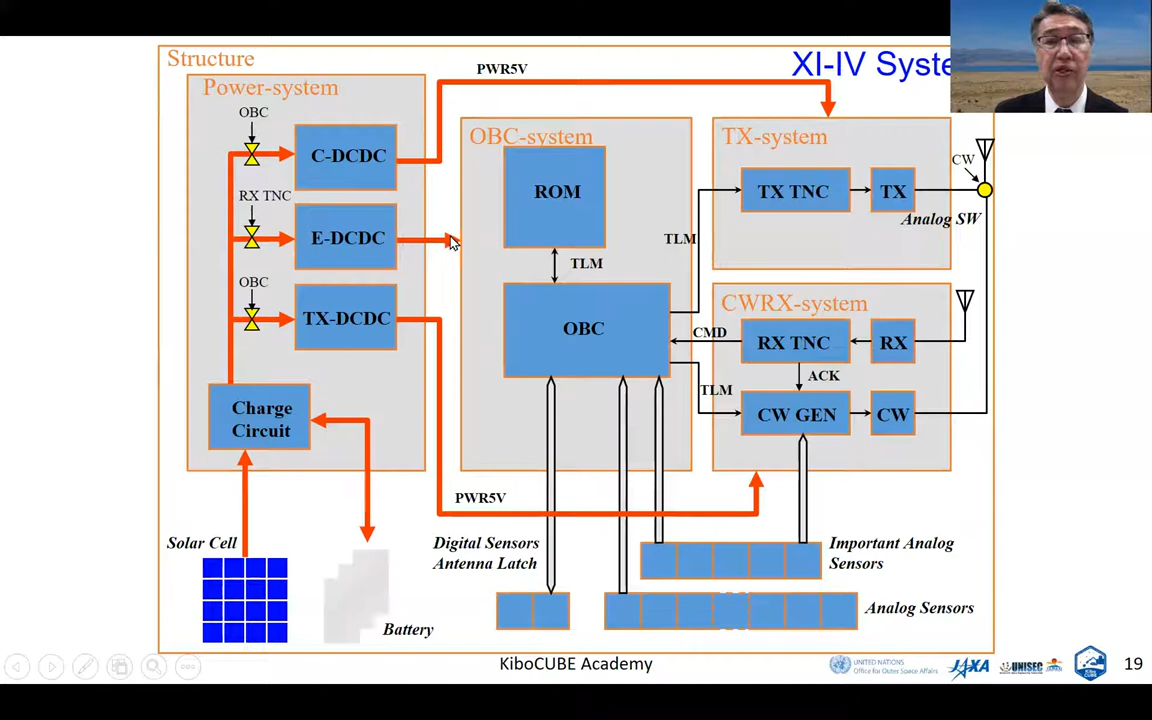 Structure
XI-IV Syste
Power-system
PWR5V
OBC
C-DCDC
RX TNC
E-DCDC
OBC
TX-DCDC
Charge
Circuit
OBC-system
ROM
TLM
OBC
TX-system
TX TNC
TX
CW
Analog SW
TLM
CWRX-system
RX TNC
RX
CMD
ACK
TLM
CW GEN
CW
PWR5V
Solar Cell
Battery
Digital Sensors
Antenna Latch
Important Analog
Sensors
Analog Sensors
KiboCUBE Academy
UNITED NATIONS
Office for Outer Space Affairs
JAXA
UNISEC
19